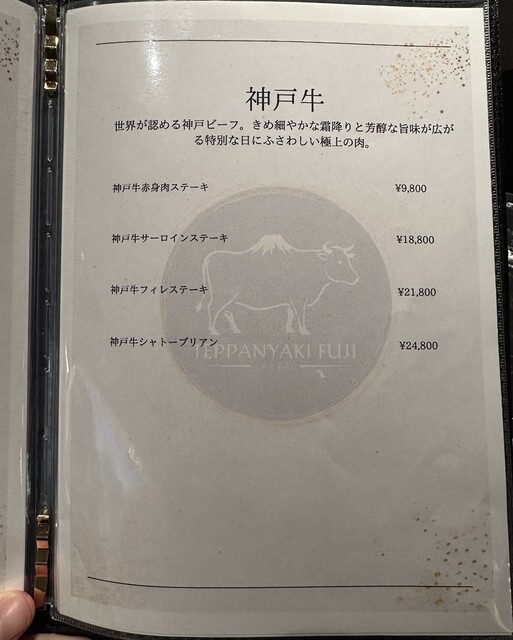 神戸牛
世界が認める神戸ビーフ。きめ細やかな霜降りと芳醇な旨味が広が
る特別な日にふさわしい極上の肉。
神戸牛赤身肉ステーキ ¥9,800
神戸牛サーロインステーキ ¥18,800
神戸牛フィレステーキ ¥21,800
神戸牛シャトーブリアン ¥24,800
TEPPANYAKI FUJI